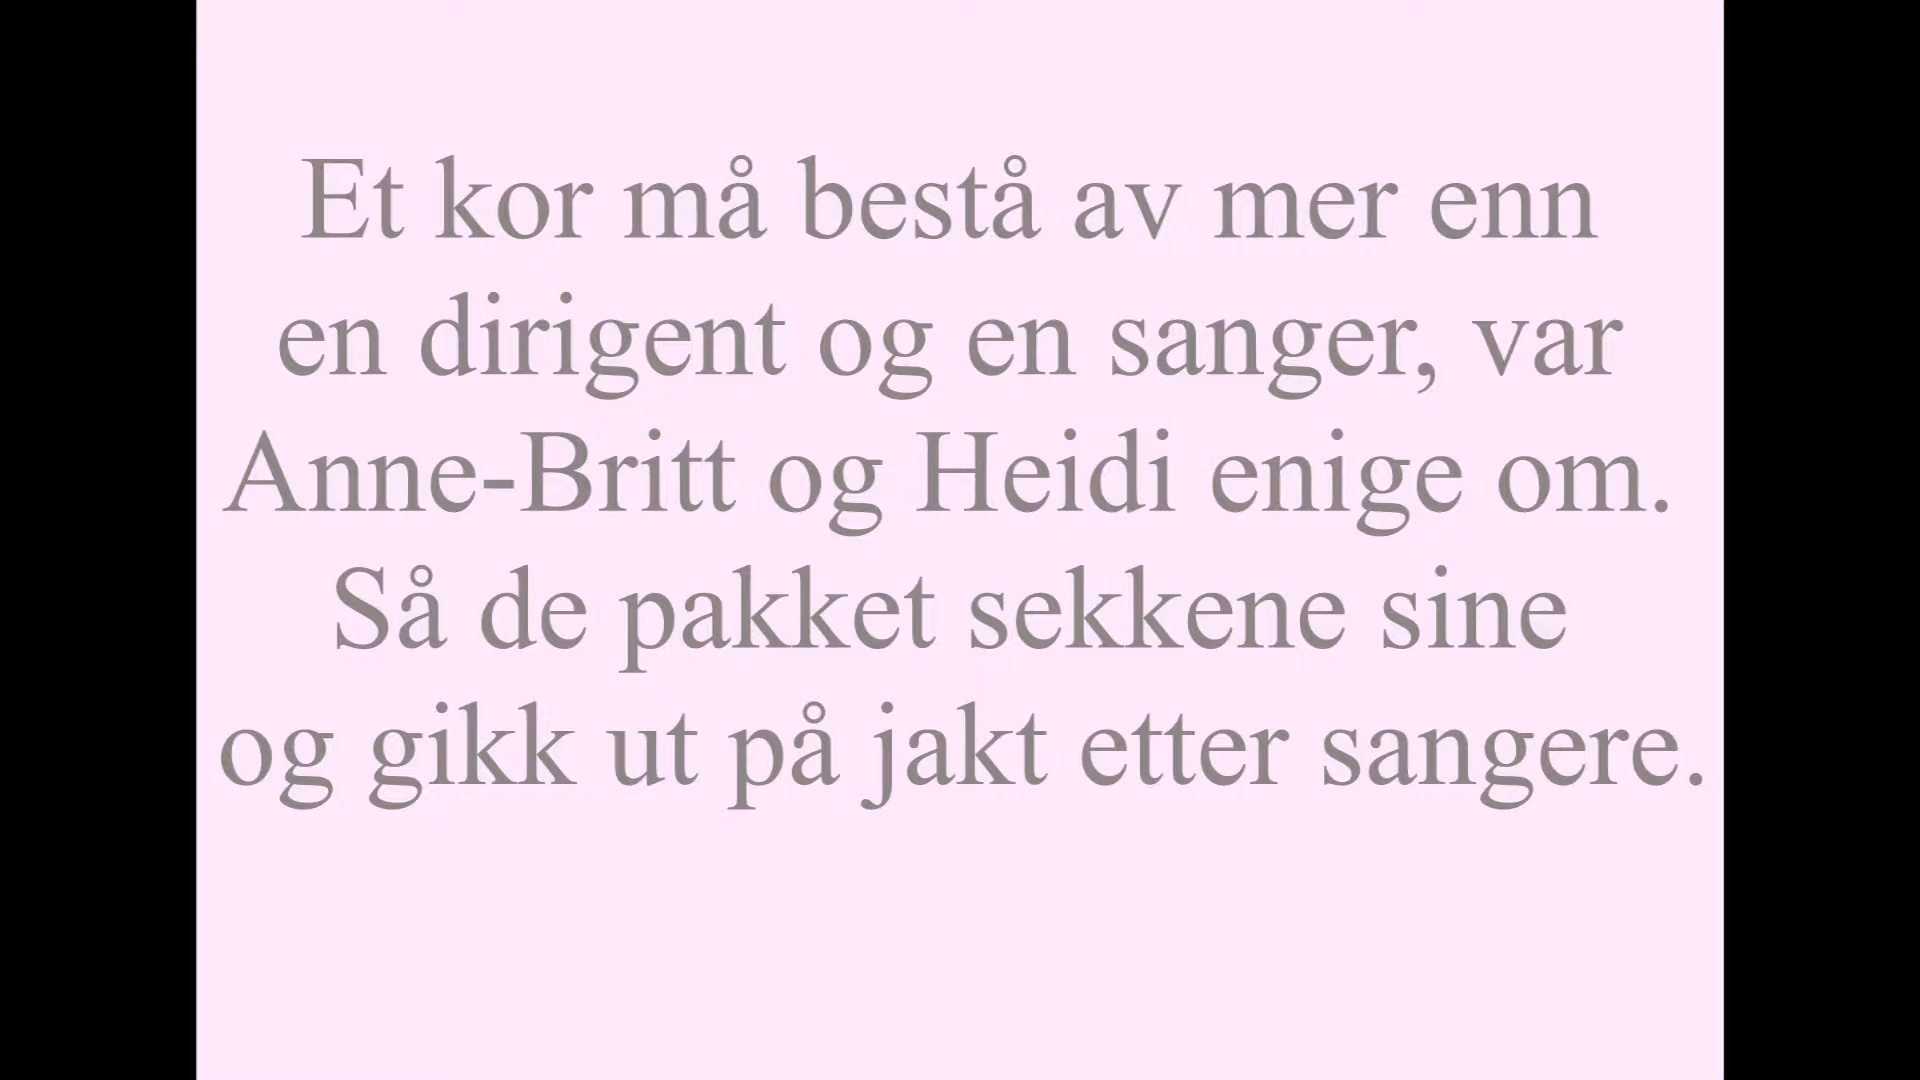 Et kor må bestå av mer enn
en dirigent og en sanger, var
Anne-Britt og Heidi enige om.
Så de pakket sekkene sine
og gikk ut på jakt etter sangere.